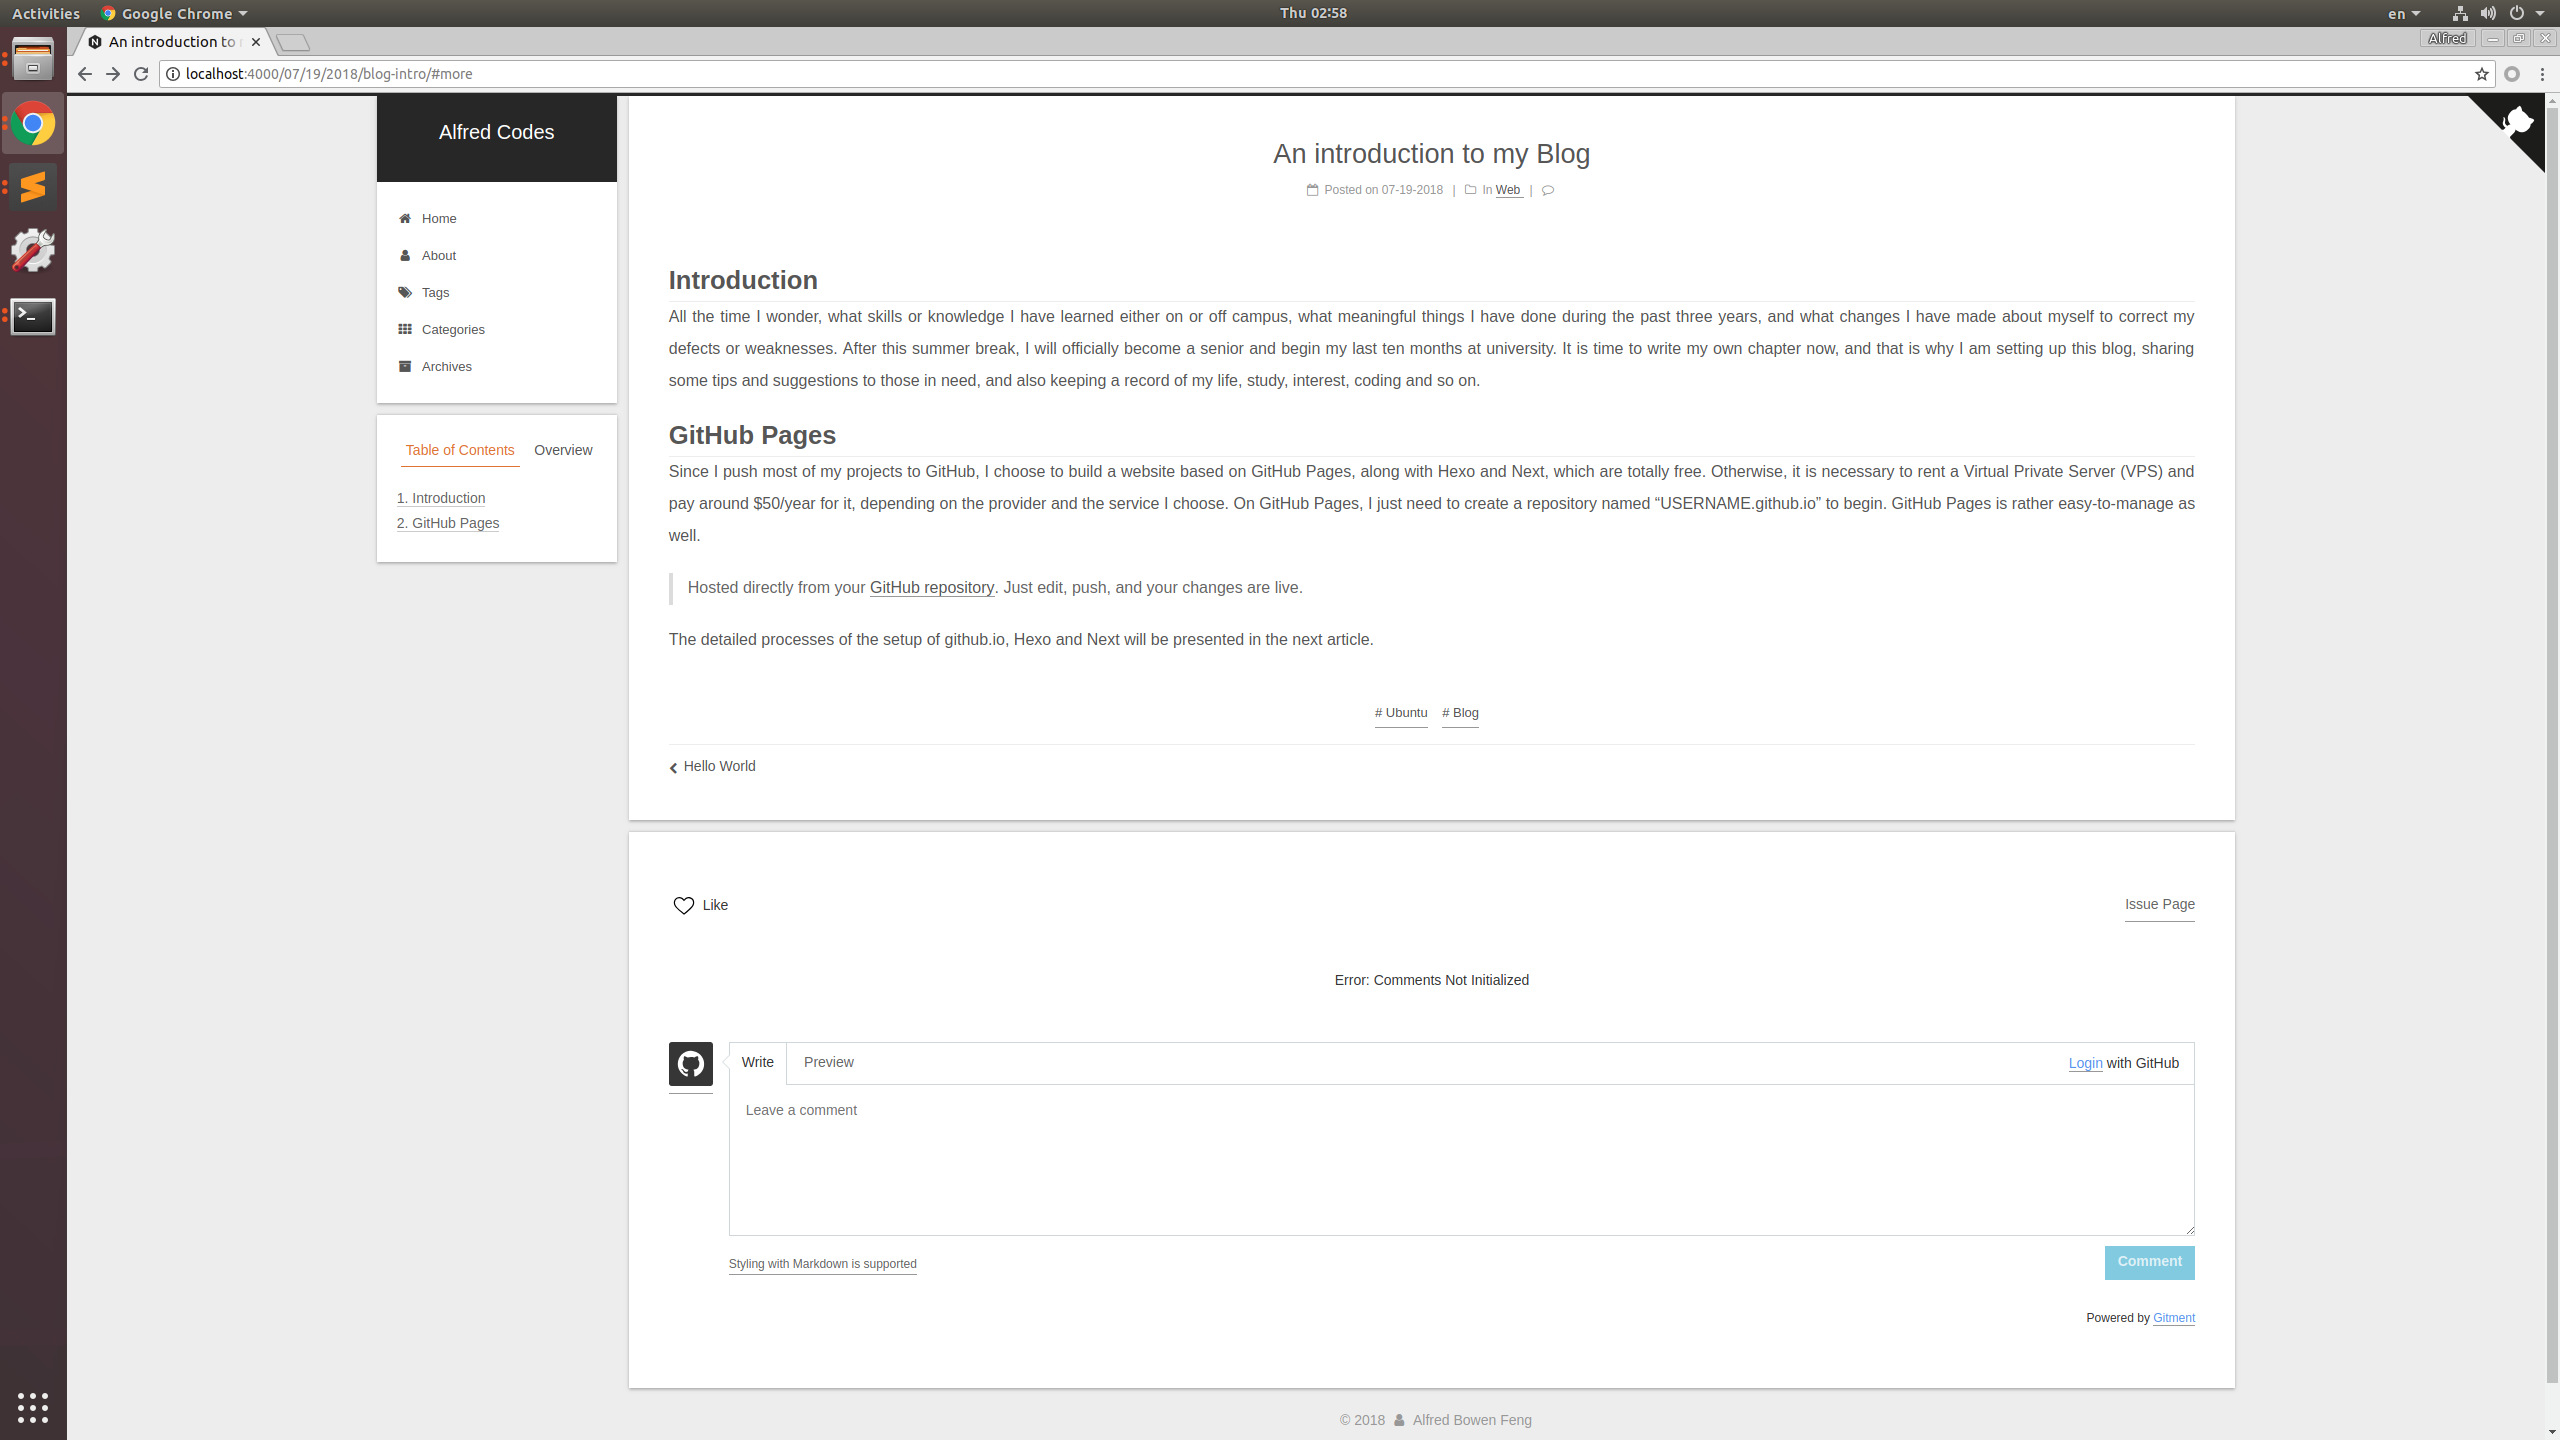 Activities
Google Chrome
Thu 02:58
en
An introduction to
Alfred
localhost:4000/07/19/2018/blog-intro/#more
Alfred Codes
Home
About
Tags
Categories
Archives
Table of Contents
Overview
1. Introduction
2. GitHub Pages
An introduction to my Blog
Posted on 07-19-2018 | In Web |
Introduction
All the time I wonder, what skills or knowledge I have learned either on or off campus, what meaningful things I have done during the past three years, and what changes I have made about myself to correct my
defects or weaknesses. After this summer break, I will officially become a senior and begin my last ten months at university. It is time to write my own chapter now, and that is why I am setting up this blog, sharing
some tips and suggestions to those in need, and also keeping a record of my life, study, interest, coding and so on.
GitHub Pages
Since I push most of my projects to GitHub, I choose to build a website based on GitHub Pages, along with Hexo and Next, which are totally free. Otherwise, it is necessary to rent a Virtual Private Server (VPS) and
pay around $50/year for it, depending on the provider and the service I choose. On GitHub Pages, I just need to create a repository named “USERNAME.github.io” to begin. GitHub Pages is rather easy-to-manage as
well.
Hosted directly from your GitHub repository. Just edit, push, and your changes are live.
The detailed processes of the setup of github.io, Hexo and Next will be presented in the next article.
# Ubuntu # Blog
Hello World
Like
Issue Page
Error: Comments Not Initialized
Write
Preview
Login with GitHub
Leave a comment
Styling with Markdown is supported
Comment
Powered by Gitment
© 2018 Alfred Bowen Feng